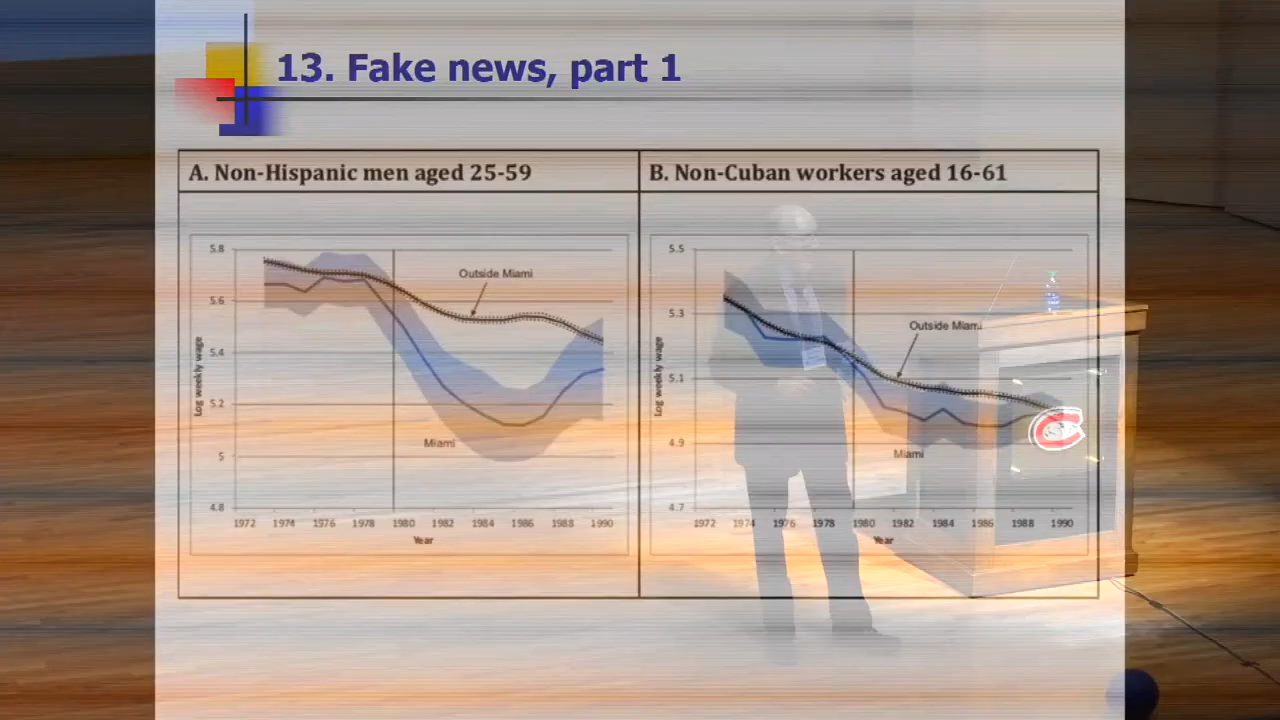 13. Fake news, part 1
A. Non-Hispanic men aged 25-59
B. Non-Cuban workers aged 16-61
5.8
5.6
5.4
5.2
5
4.8
Log weekly wage
Outside Miami
Miami
1972 1974 1976 1978 1980 1982 1984 1986 1988 1990
Year
5.5
5.3
5.1
4.9
4.7
Log weekly wage
Outside Miami
Miami
1972 1974 1976 1978 1980 1982 1984 1986 1988 1990
Year